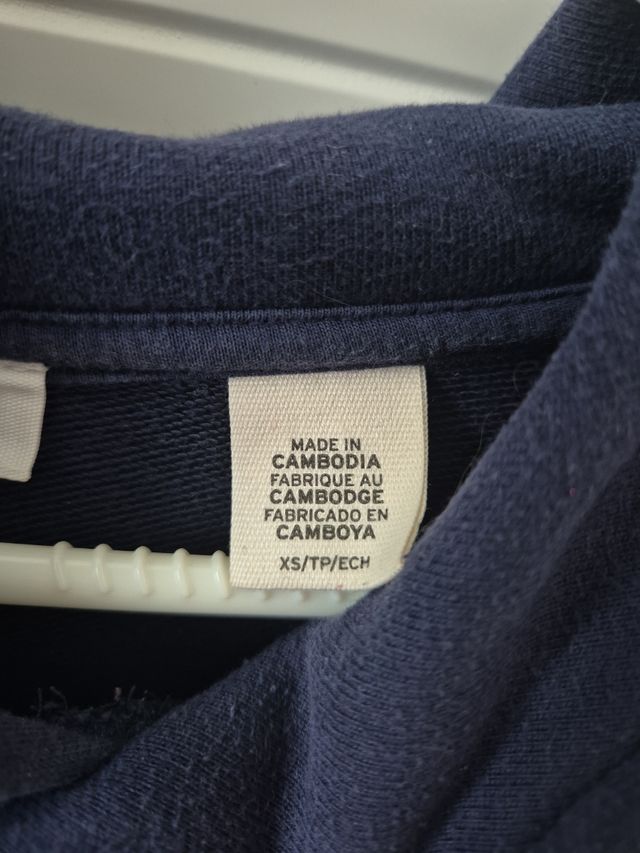 MADE IN
CAMBODIA
FABRIQUE AU
CAMBODGE
FABRICADO EN
CAMBOYA
XS/TP/ECH